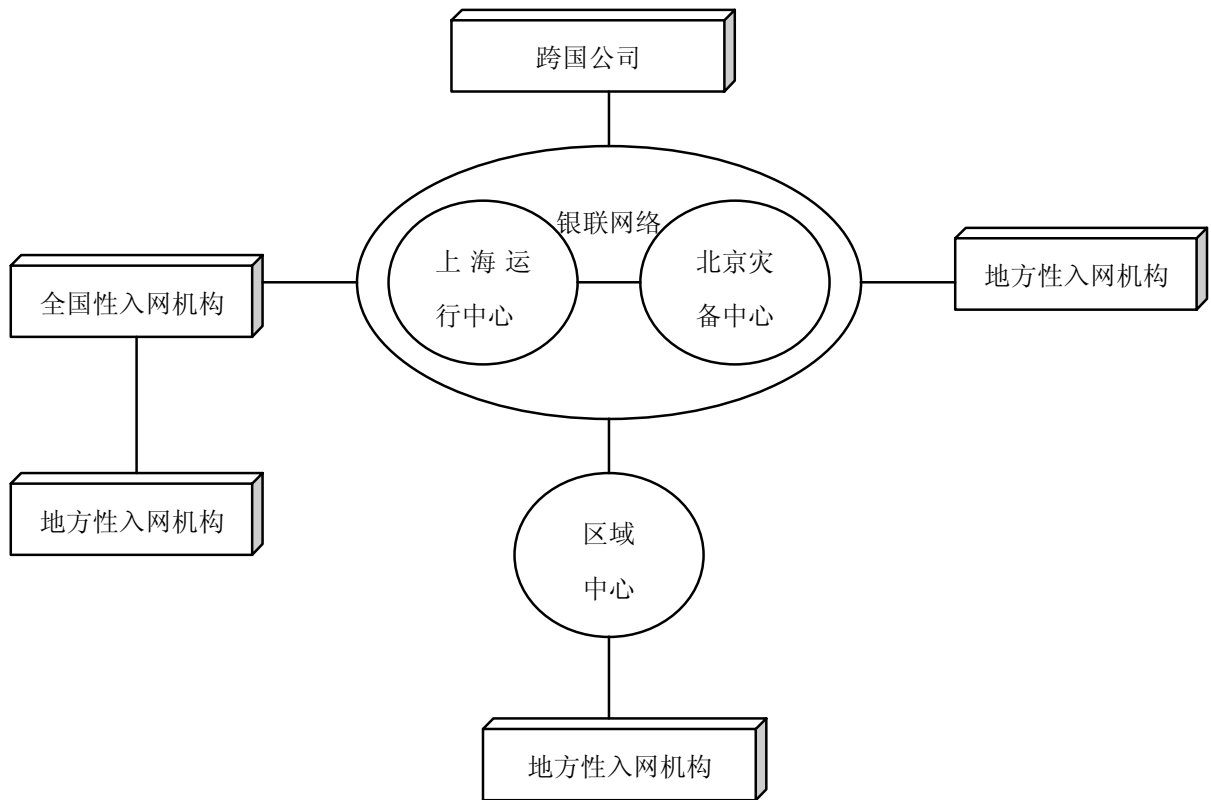 跨国公司
银联网络
上 海 运
行中心
北京灾
备中心
全国性入网机构
地方性入网机构
地方性入网机构
区域
中心
地方性入网机构